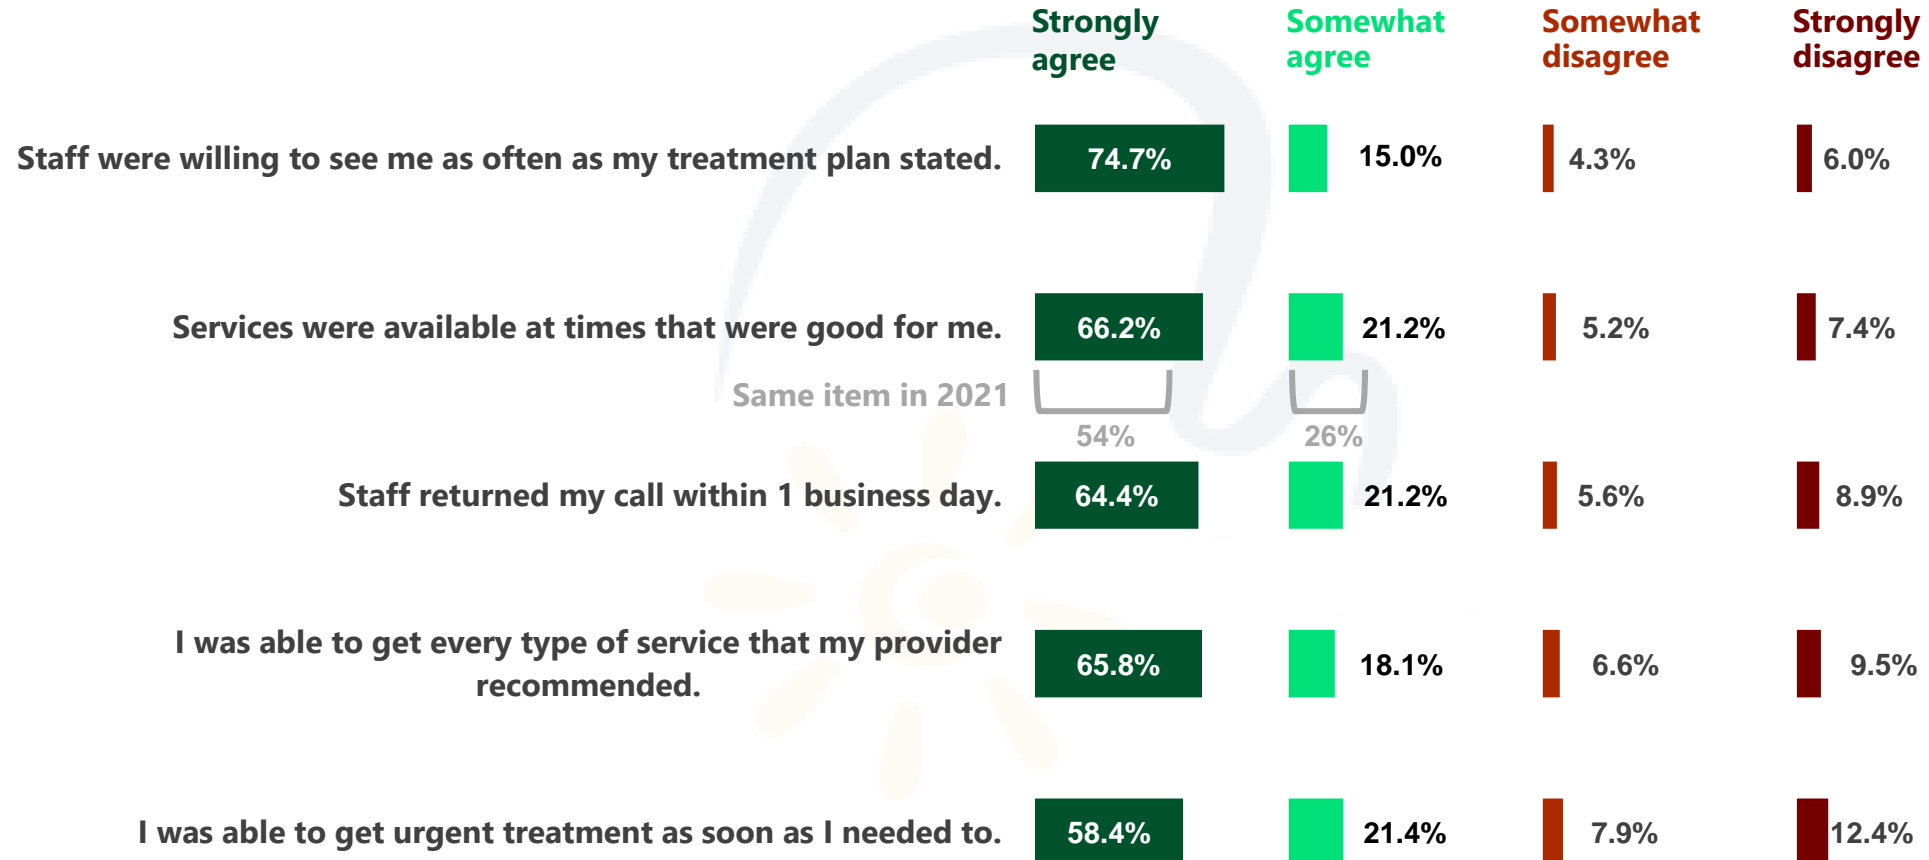 Strongly agree
Somewhat agree
Somewhat disagree
Strongly disagree
Staff were willing to see me as often as my treatment plan stated.
74.7%
15.0%
4.3%
6.0%
Services were available at times that were good for me.
66.2%
21.2%
5.2%
7.4%
Same item in 2021
54%
26%
Staff returned my call within 1 business day.
64.4%
21.2%
5.6%
8.9%
I was able to get every type of service that my provider
recommended.
65.8%
18.1%
6.6%
9.5%
I was able to get urgent treatment as soon as I needed to.
58.4%
21.4%
7.9%
12.4%